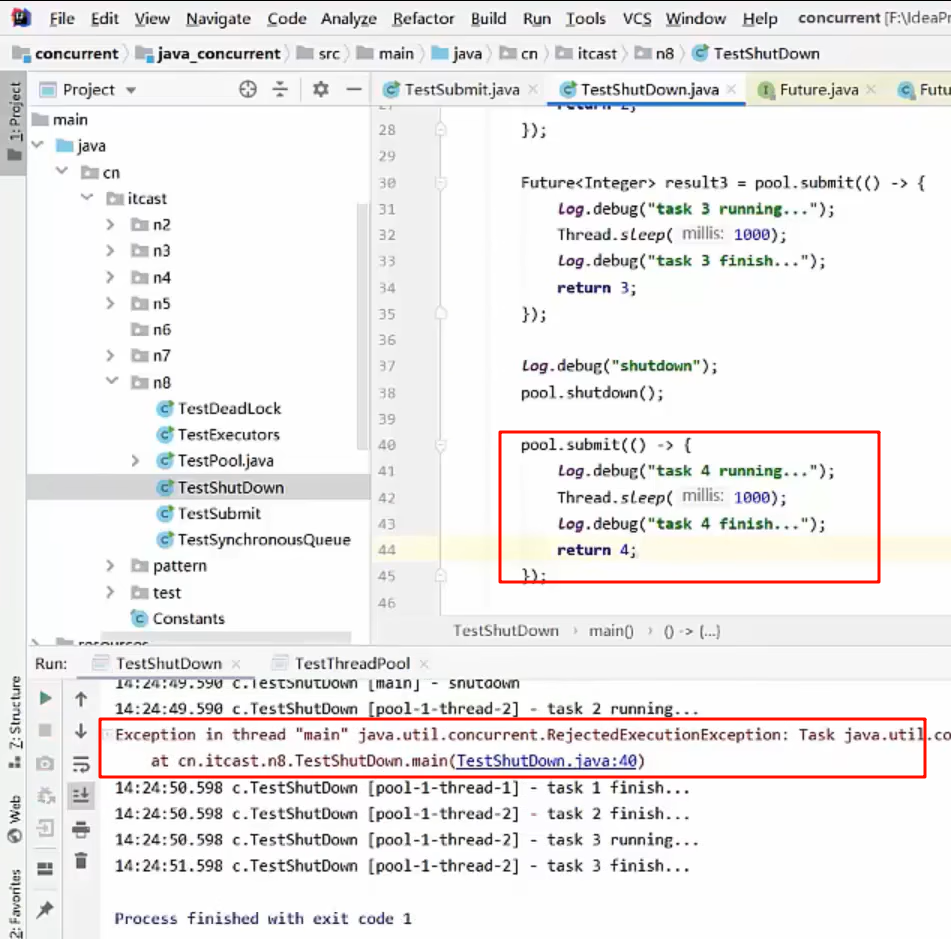 File Edit View Navigate Code Analyze Refactor Build Run Tools VCS Window Help concurrent [F:\IdeaPr
concurrent java_concurrent src main java cn itcast n8 TestShutDown
1: Project
Project
TestSubmit.java TestShutDown.java Future.java Futu
main
java
cn
itcast
n2
n3
n4
n5
n6
n7
n8
TestDeadLock
TestExecutors
TestPool.java
TestShutDown
TestSubmit
TestSynchronousQueue
pattern
test
Constants
resources
27 return 2;
28 });
29
30 Future<Integer> result3 = pool.submit(() -> {
31 log.debug("task 3 running...");
32 Thread.sleep( millis: 1000);
33 log.debug("task 3 finish...");
34 return 3;
35 });
36
37 log.debug("shutdown");
38 pool.shutdown();
39
40 pool.submit(() -> {
41 log.debug("task 4 running...");
42 Thread.sleep( millis: 1000);
43 log.debug("task 4 finish...");
44 return 4;
45 });
46
TestShutDown › main() › () -> {...}
Run: TestShutDown TestThreadPool
7: Structure
Web
2: Favorites
14:24:49.590 c.TestShutDown [main] - shutdown
14:24:49.590 c.TestShutDown [pool-1-thread-2] - task 2 running...
Exception in thread "main" java.util.concurrent.RejectedExecutionException: Task java.util.co
at cn.itcast.n8.TestShutDown.main(TestShutDown.java:40)
14:24:50.598 c.TestShutDown [pool-1-thread-1] - task 1 finish...
14:24:50.598 c.TestShutDown [pool-1-thread-2] - task 2 finish...
14:24:50.598 c.TestShutDown [pool-1-thread-2] - task 3 running...
14:24:51.598 c.TestShutDown [pool-1-thread-2] - task 3 finish...
Process finished with exit code 1